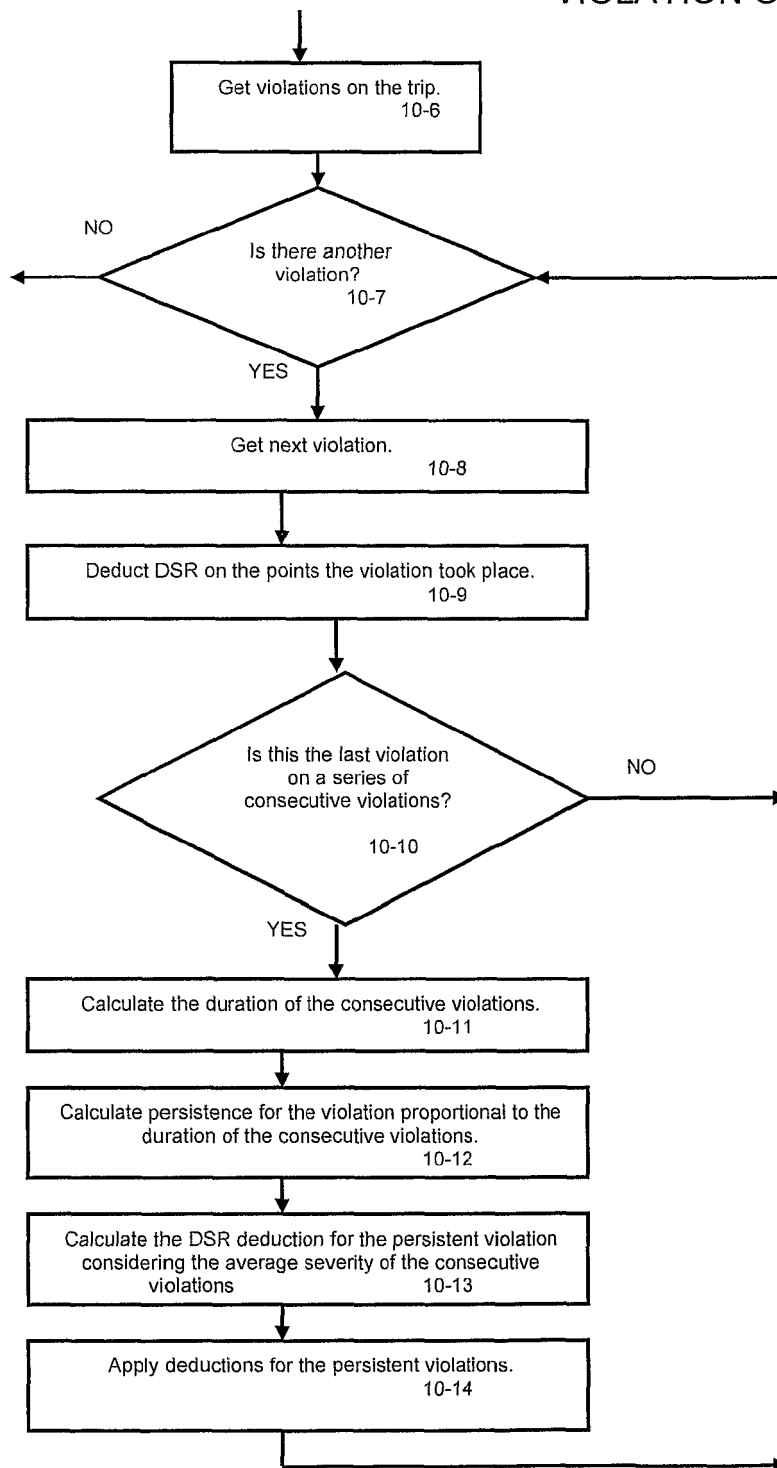 VIOLATION
Get violations on the trip.
10-6
NO
Is there another
violation?
10-7
YES
Get next violation.
10-8
Deduct DSR on the points the violation took place.
10-9
Is this the last violation
on a series of
consecutive violations?
NO
10-10
YES
Calculate the duration of the consecutive violations.
10-11
Calculate persistence for the violation proportional to the
duration of the consecutive violations.
10-12
Calculate the DSR deduction for the persistent violation
considering the average severity of the consecutive
violations 10-13
Apply deductions for the persistent violations.
10-14